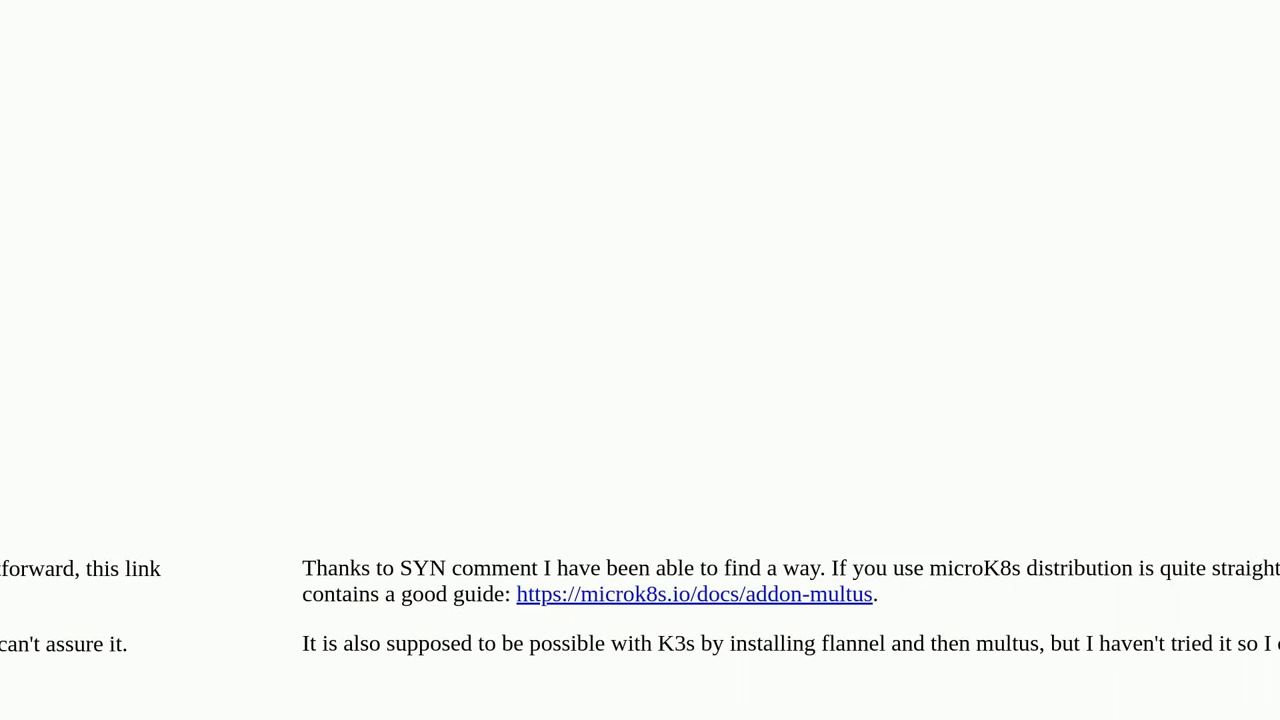 Thanks to SYN comment I have been able to find a way. If you use microK8s distribution is quite straight
forward, this link
contains a good guide: https://microk8s.io/docs/addon-multus.
It is also supposed to be possible with K3s by installing flannel and then multus, but I haven't tried it so I
can't assure it.